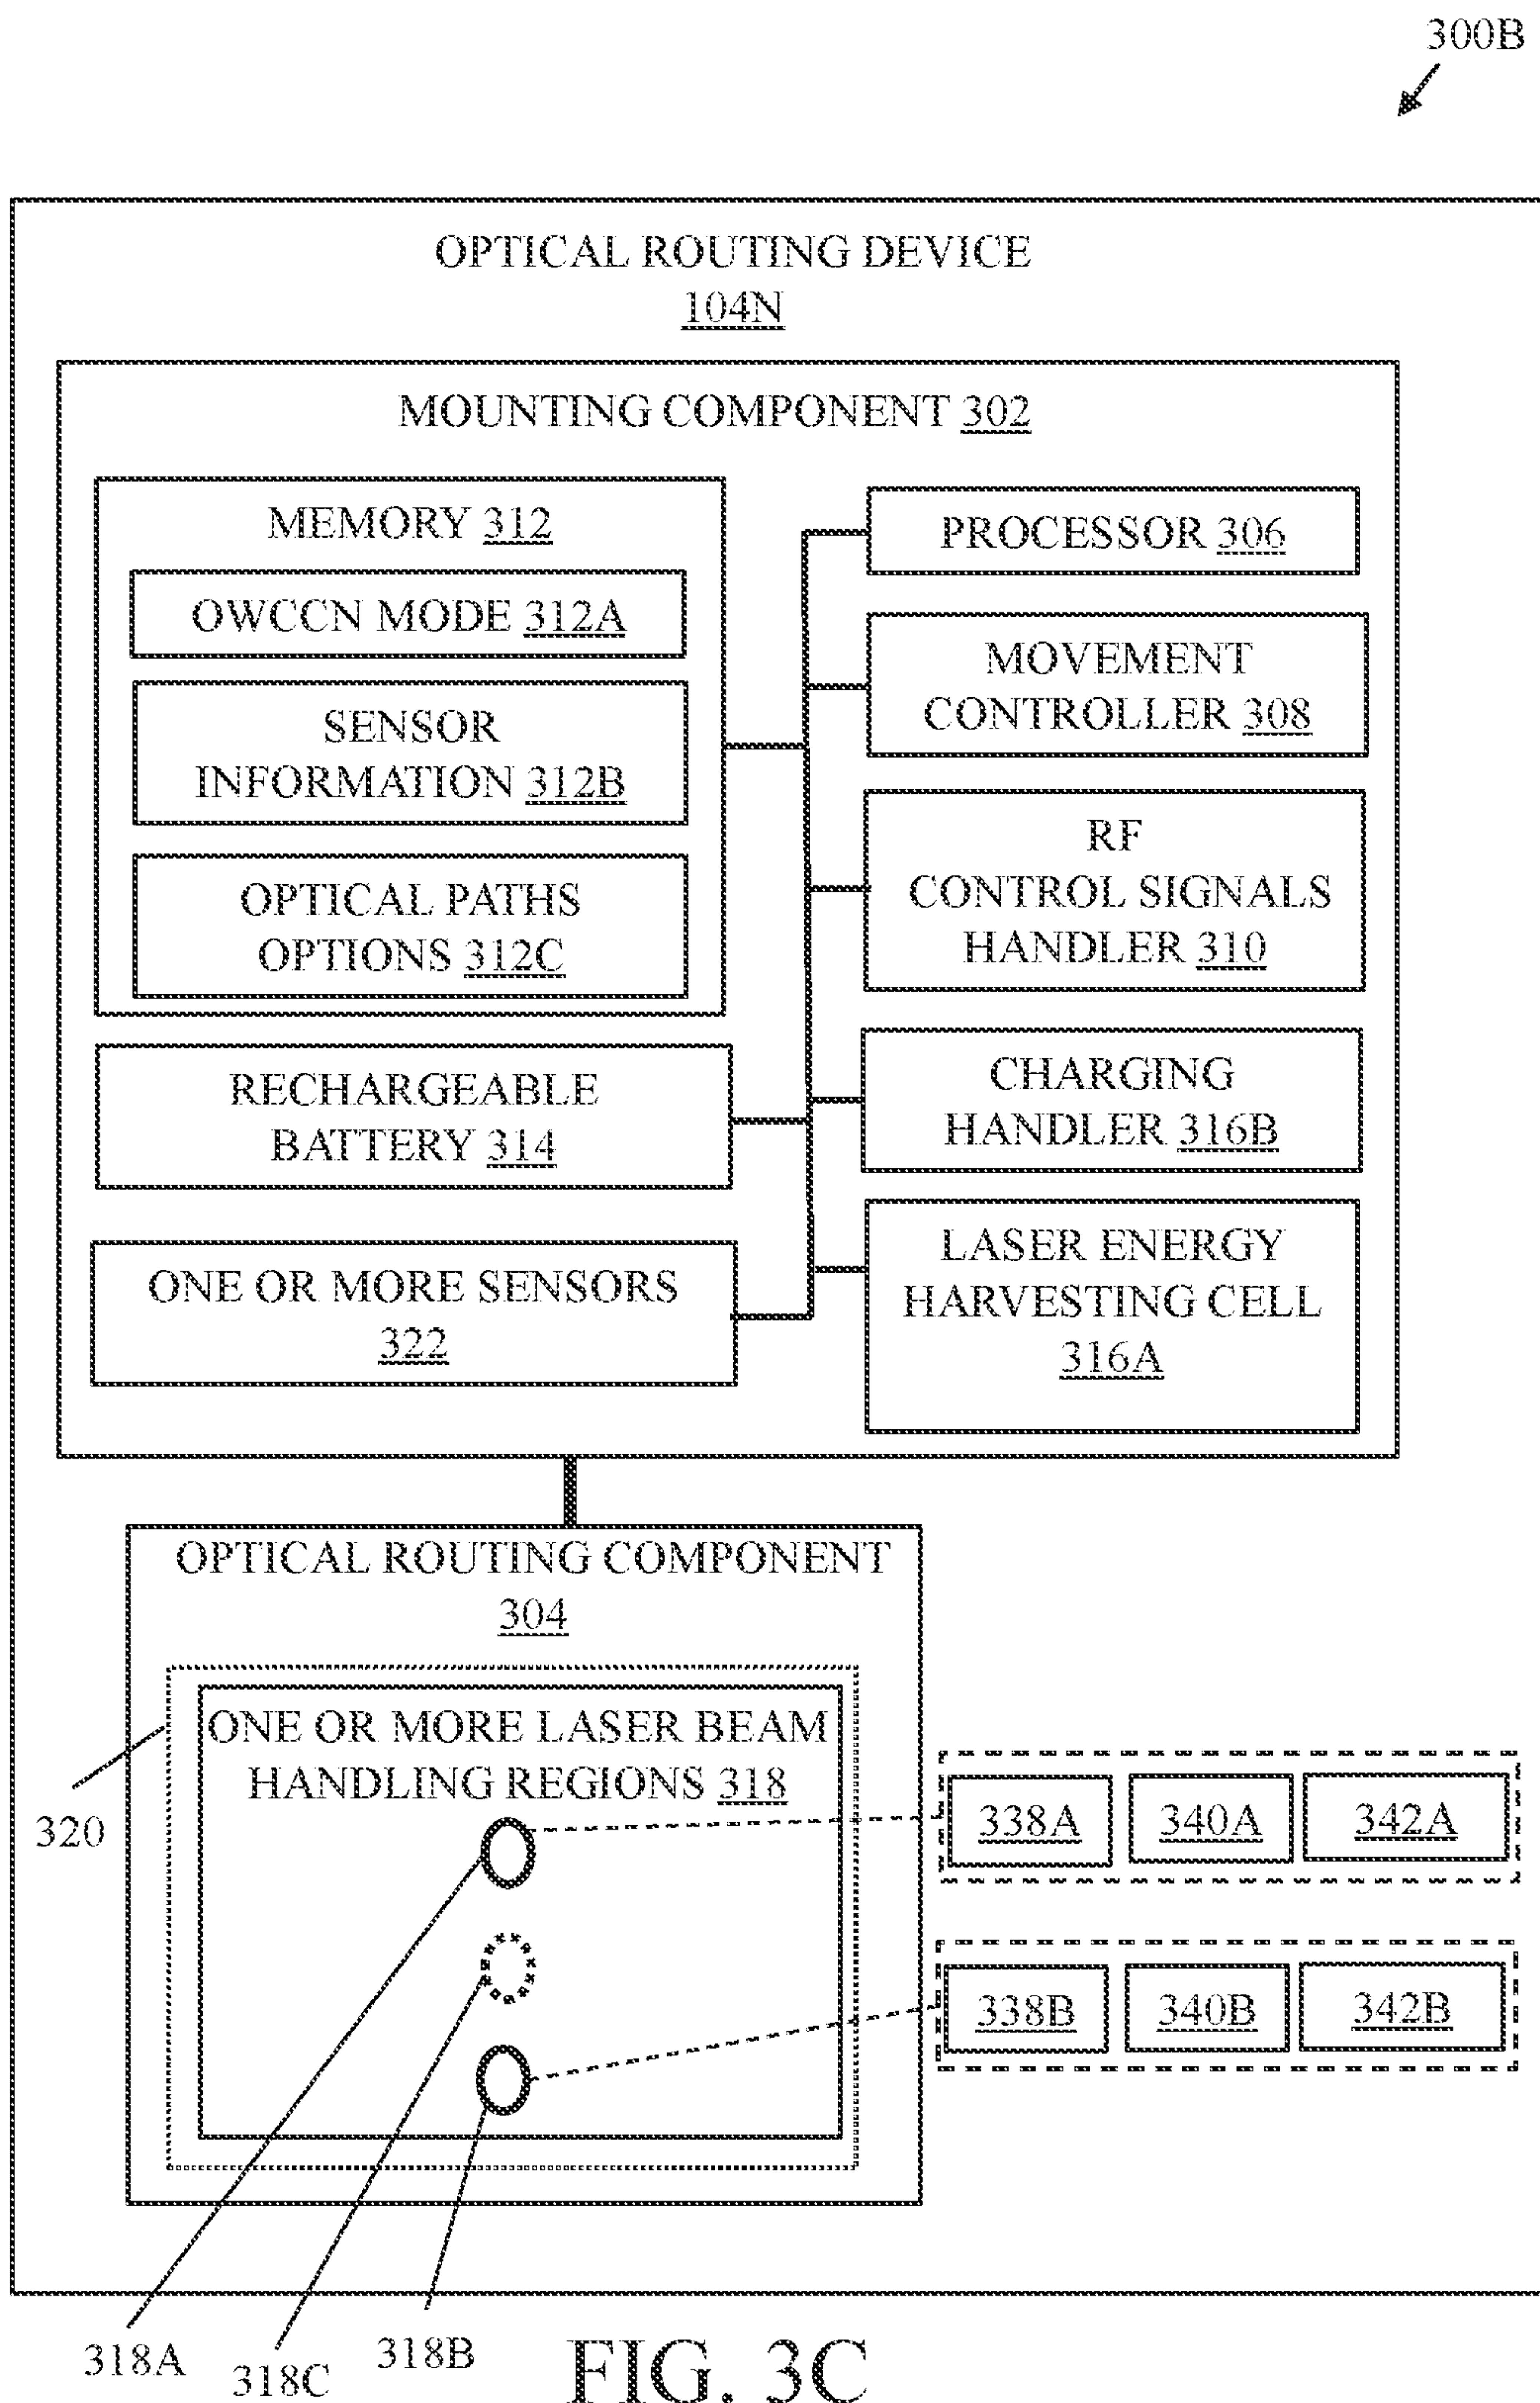 300B
OPTICAL ROUTING DEVICE
104N
MOUNTING COMPONENT 302
MEMORY 312
OWCCN MODE 312A
SENSOR
INFORMATION 312B
OPTICAL PATHS
OPTIONS 312C
RECHARGEABLE
BATTERY 314
ONE OR MORE SENSORS
322
PROCESSOR 306
MOVEMENT
CONTROLLER 308
RF
CONTROL SIGNALS
HANDLER 310
CHARGING
HANDLER 316B
LASER ENERGY
HARVESTING CELL
316A
OPTICAL ROUTING COMPONENT
304
ONE OR MORE LASER BEAM
HANDLING REGIONS 318
320
338A 340A 342A
338B 340B 342B
318A 318C 318B
FIG. 3C